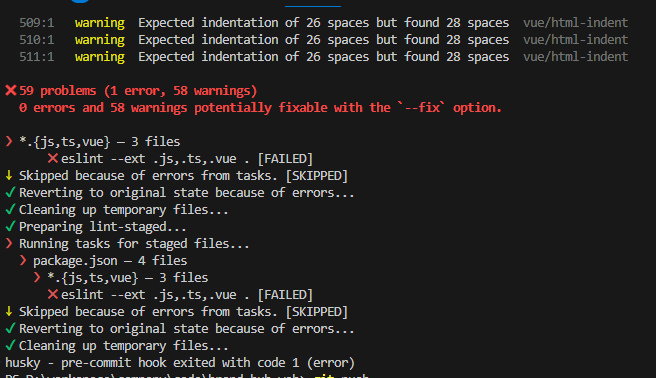 509:1 warning Expected indentation of 26 spaces but found 28 spaces vue/html-indent
510:1 warning Expected indentation of 26 spaces but found 28 spaces vue/html-indent
511:1 warning Expected indentation of 26 spaces but found 28 spaces vue/html-indent
✖ 59 problems (1 error, 58 warnings)
0 errors and 58 warnings potentially fixable with the `--fix` option.
❯ *.{js,ts,vue} — 3 files
✖ eslint --ext .js,.ts,.vue . [FAILED]
↓ Skipped because of errors from tasks. [SKIPPED]
✔ Reverting to original state because of errors...
✔ Cleaning up temporary files...
✔ Preparing lint-staged...
❯ Running tasks for staged files...
❯ package.json — 4 files
❯ *.{js,ts,vue} — 3 files
✖ eslint --ext .js,.ts,.vue . [FAILED]
↓ Skipped because of errors from tasks. [SKIPPED]
✔ Reverting to original state because of errors...
✔ Cleaning up temporary files...
husky - pre-commit hook exited with code 1 (error)